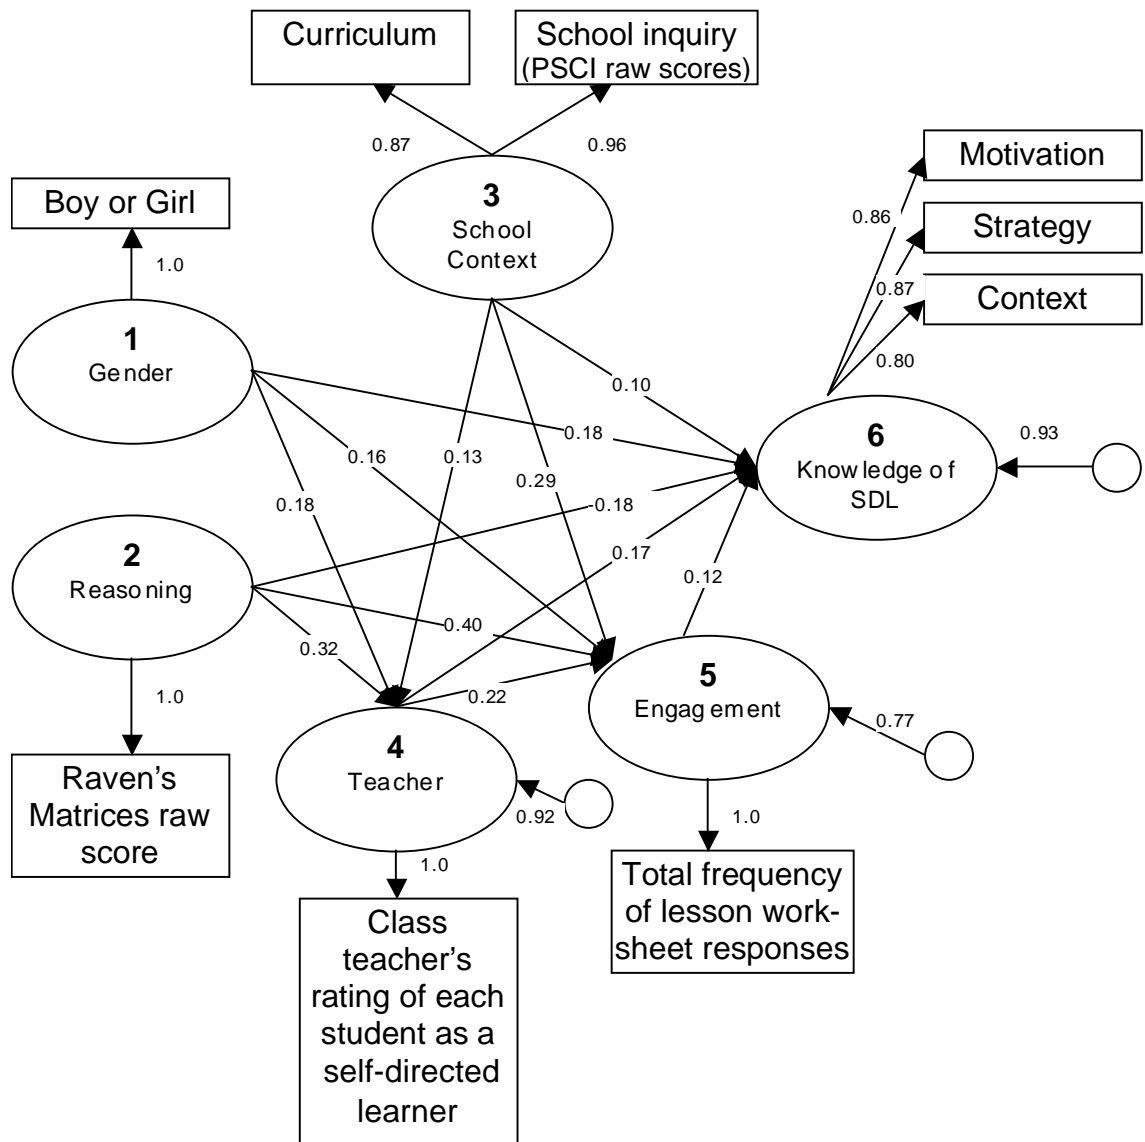 Curriculum
School inquiry
(PSCI raw scores)
0.87
0.96
Motivation
Strategy
Context
0.86
0.87
0.80
Boy or Girl
1.0
3
School
Context
1
Gender
6
Knowledge of
SDL
0.93
0.10
0.18
0.16
0.13
0.29
0.18
0.18
0.17
0.12
2
Reasoning
0.40
0.32
0.22
1.0
5
Engagement
0.77
4
Teacher
0.92
Raven’s
Matrices raw
score
1.0
1.0
Total frequency
of lesson work-
sheet responses
Class
teacher’s
rating of each
student as a
self-directed
learner